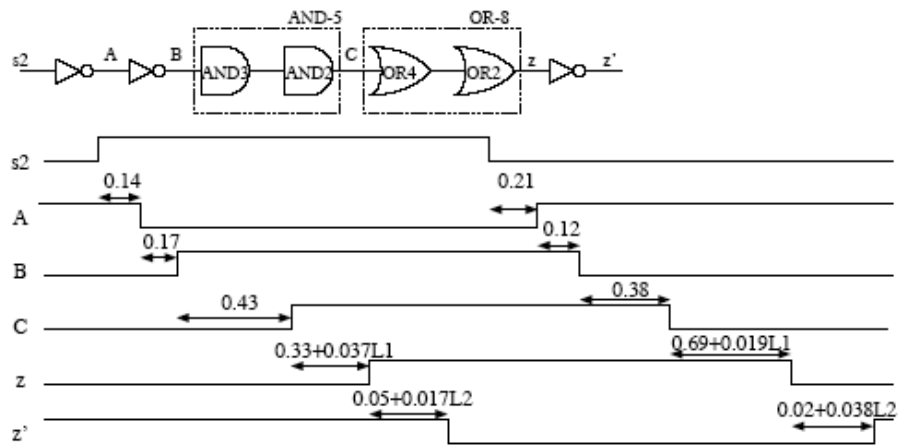 AND-5 OR-8
s2 A B AND3 AND2 C OR4 OR2 z z'
s2
0.14 0.21
A
0.17 0.12
B
0.43 0.38
C
0.33+0.037L1 0.69+0.019L1
z
0.05+0.017L2 0.02+0.038L2
z'